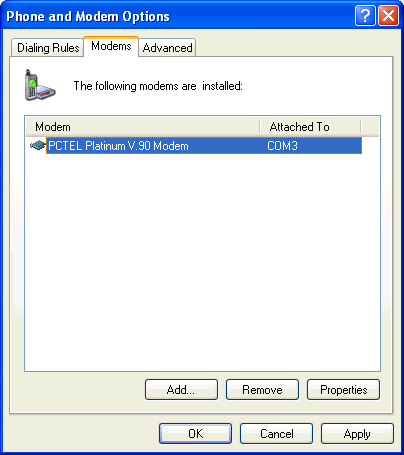 Phone and Modem Options
Dialing Rules Modems Advanced
The following modems are installed:
Modem Attached To
PCTEL Platinum V.90 Modem COM3
Add... Remove Properties
OK Cancel Apply